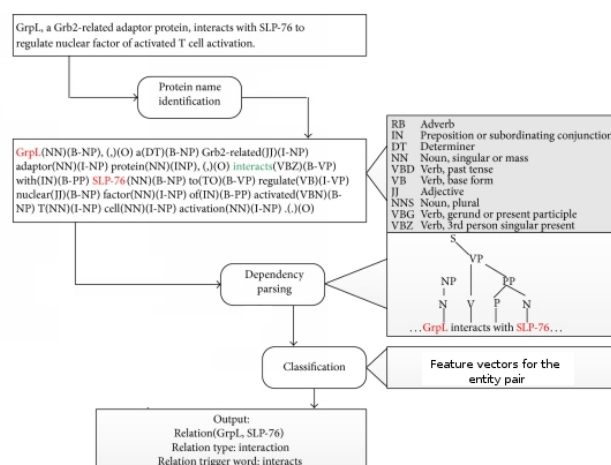 GrpL, a Grb2-related adaptor protein, interacts with SLP-76 to
regulate nuclear factor of activated T cell activation.
Protein name
identification
GrpL(NN)(B-NP), (,)(O) a(DT)(B-NP) Grb2-related(JJ)(I-NP)
adaptor(NN)(I-NP) protein(NN)(INP), (,)(O) interacts(VBZ)(B-VP)
with(IN)(B-PP) SLP-76(NN)(B-NP) to(TO)(B-VP) regulate(VB)(I-VP)
nuclear(JJ)(B-NP) factor(NN)(I-NP) of(IN)(B-PP) activated(VBN)(B-
NP) T(NN)(I-NP) cell(NN)(I-NP) activation(NN)(I-NP) .(.)(O)
RB Adverb
IN Preposition or subordinating conjunction
DT Determiner
NN Noun, singular or mass
VBD Verb, past tense
VB Verb, base form
JJ Adjective
NNS Noun, plural
VBG Verb, gerund or present participle
VBZ Verb, 3rd person singular present
Dependency
parsing
S
VP
NP PP
N V P N
...GrpL interacts with SLP-76...
Classification
Feature vectors for the
entity pair
Output:
Relation(GrpL, SLP-76)
Relation type: interaction
Relation trigger word: interacts